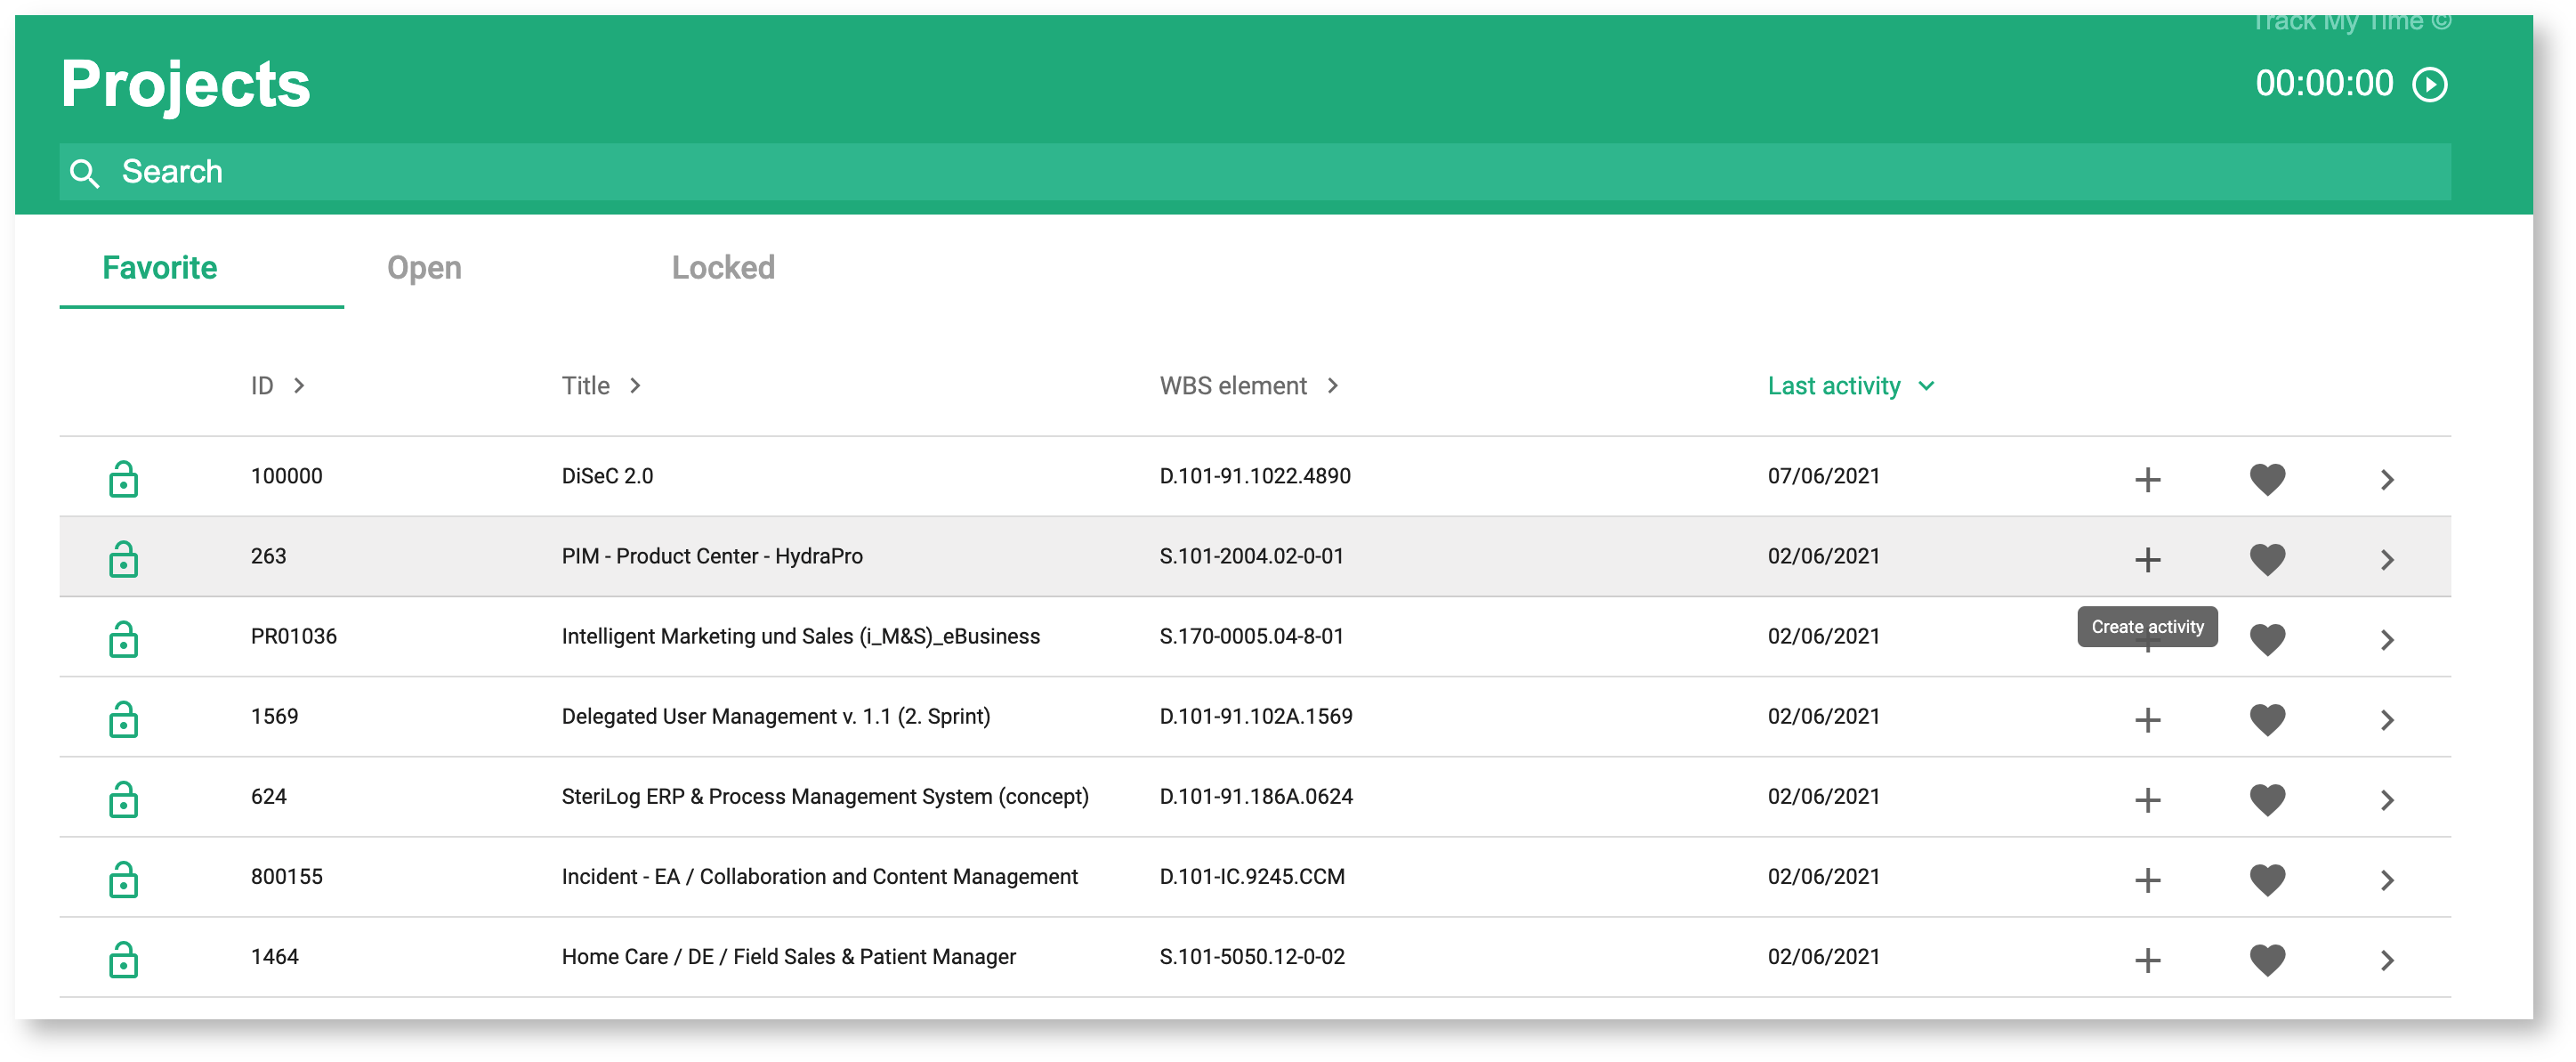 Track My Time ©
Projects
00:00:00
Search
Favorite Open Locked
ID Title WBS element Last activity
100000 DiSeC 2.0 D.101-91.1022.4890 07/06/2021
263 PIM - Product Center - HydraPro S.101-2004.02-0-01 02/06/2021
PR01036 Intelligent Marketing und Sales (i_M&S)_eBusiness S.170-0005.04-8-01 02/06/2021
Create activity
1569 Delegated User Management v. 1.1 (2. Sprint) D.101-91.102A.1569 02/06/2021
624 SteriLog ERP & Process Management System (concept) D.101-91.186A.0624 02/06/2021
800155 Incident - EA / Collaboration and Content Management D.101-IC.9245.CCM 02/06/2021
1464 Home Care / DE / Field Sales & Patient Manager S.101-5050.12-0-02 02/06/2021